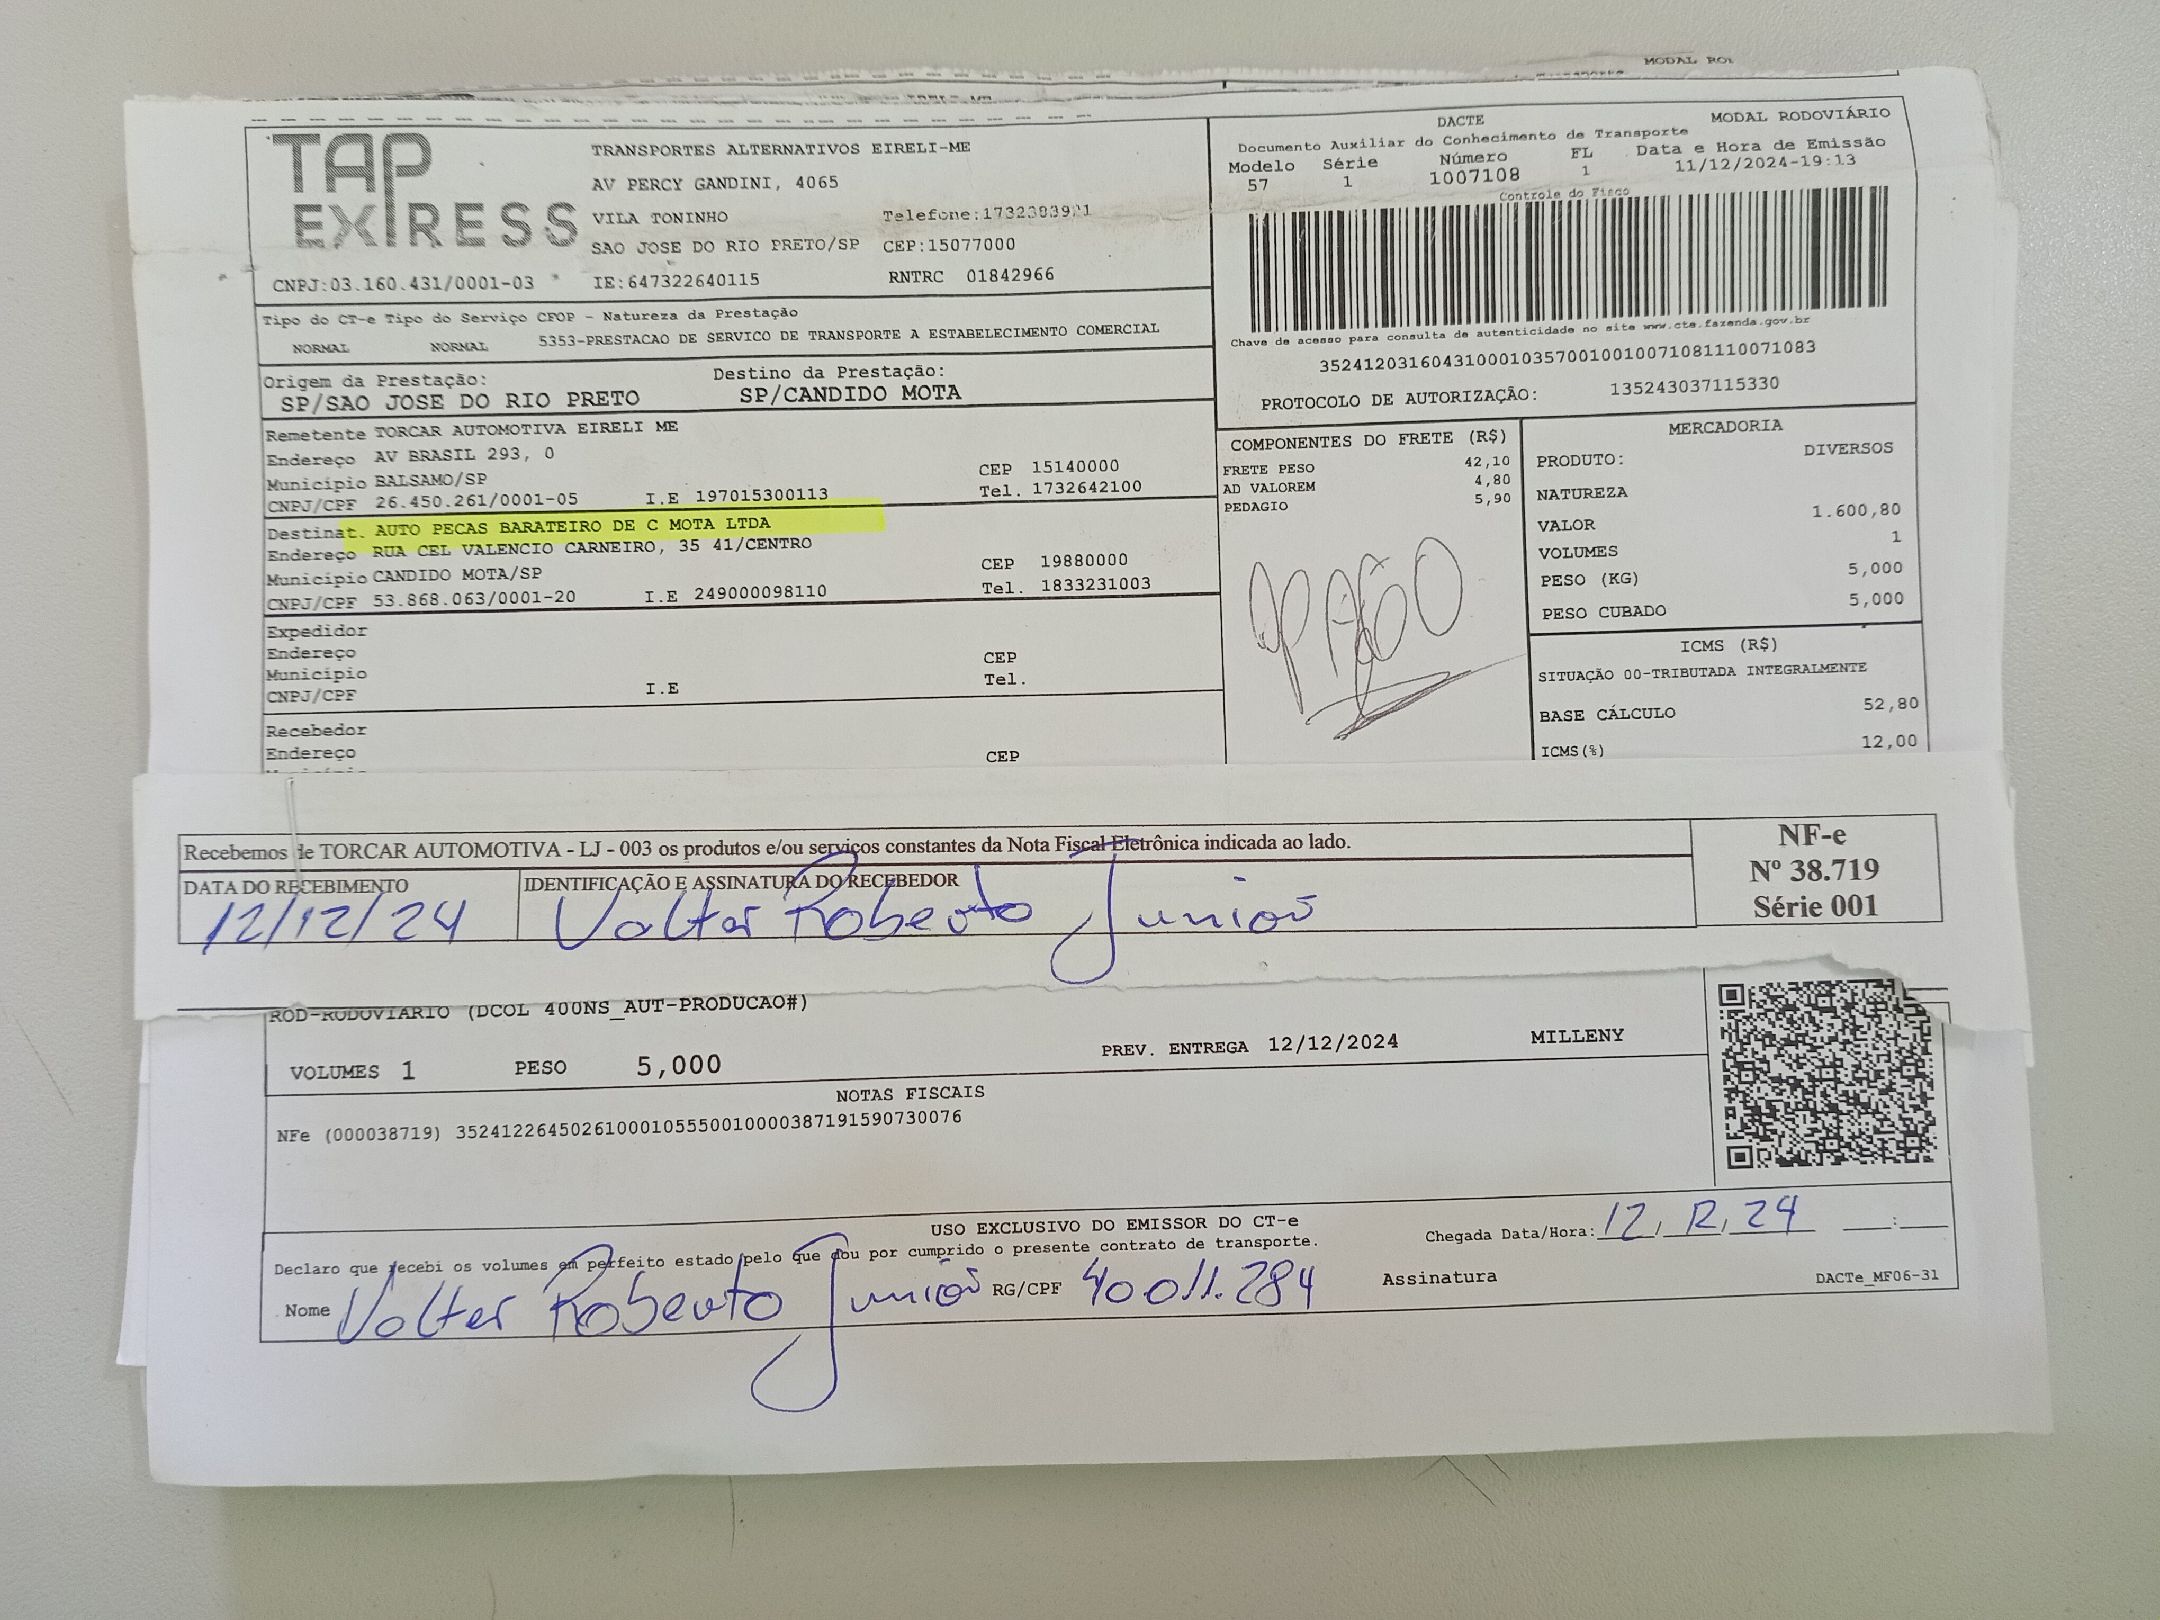 MODAL ROD
TAP
EXPRESS
TRANSPORTES ALTERNATIVOS EIRELI-ME
AV PERCY GANDINI, 4065
VILA TONINHO
SAO JOSE DO RIO PRETO/SP CEP:15077000
CNPJ:03.160.431/0001-03 IE:647322640115 RNTRC 01842966
DACTE MODAL RODOVIÁRIO
Documento Auxiliar do Conhecimento de Transporte
Modelo Série Número FL Data e Hora de Emissão
57 1 1007108 1 11/12/2024-19:13
Controle do Fisco
Chave de acesso para consulta de autenticidade no site www.cte.fazenda.gov.br
35241203160431000103570010010071081110071083
PROTOCOLO DE AUTORIZAÇÃO: 135243037115330
Tipo do CT-e Tipo do Serviço CFOP - Natureza da Prestação
NORMAL NORMAL 5353-PRESTACAO DE SERVICO DE TRANSPORTE A ESTABELECIMENTO COMERCIAL
Origem da Prestação: Destino da Prestação:
SP/SAO JOSE DO RIO PRETO SP/CANDIDO MOTA
Remetente TORCAR AUTOMOTIVA EIRELI ME
Endereço AV BRASIL 293, 0
Município BALSAMO/SP CEP 15140000
CNPJ/CPF 26.450.261/0001-05 I.E 197015300113 Tel. 1732642100
Destinat. AUTO PECAS BARATEIRO DE C MOTA LTDA
Endereço RUA CEL VALENCIO CARNEIRO, 35 41/CENTRO
Município CANDIDO MOTA/SP CEP 19880000
CNPJ/CPF 53.868.063/0001-20 I.E 249000098110 Tel. 1833231003
Expedidor
Endereço
Município CEP
CNPJ/CPF I.E Tel.
Recebedor
Endereço CEP
COMPONENTES DO FRETE (R$)
FRETE PESO 42,10
AD VALOREM 4,80
PEDAGIO 5,90
PAGO
MERCADORIA
PRODUTO: DIVERSOS
NATUREZA
VALOR 1.600,80
VOLUMES 1
PESO (KG) 5,000
PESO CUBADO 5,000
ICMS (R$)
SITUAÇÃO 00-TRIBUTADA INTEGRALMENTE
BASE CÁLCULO 52,80
ICMS(%) 12,00
Recebemos de TORCAR AUTOMOTIVA - LJ - 003 os produtos e/ou serviços constantes da Nota Fiscal Eletrônica indicada ao lado.
DATA DO RECEBIMENTO IDENTIFICAÇÃO E ASSINATURA DO RECEBEDOR
12/12/24 Valter Roberto Junior
NF-e
Nº 38.719
Série 001
ROD-RODOVIARIO (DCOL 400NS_AUT-PRODUCAO#)
VOLUMES 1 PESO 5,000 PREV. ENTREGA 12/12/2024 MILLENY
NOTAS FISCAIS
NFe (000038719) 35241226450261000105550010000387191590730076
USO EXCLUSIVO DO EMISSOR DO CT-e
Declaro que recebi os volumes em perfeito estado pelo que dou por cumprido o presente contrato de transporte.
Chegada Data/Hora: 12, 12, 24 ___:___
Nome Valter Roberto Junior RG/CPF 40011.284 Assinatura DACTe_MF06-31